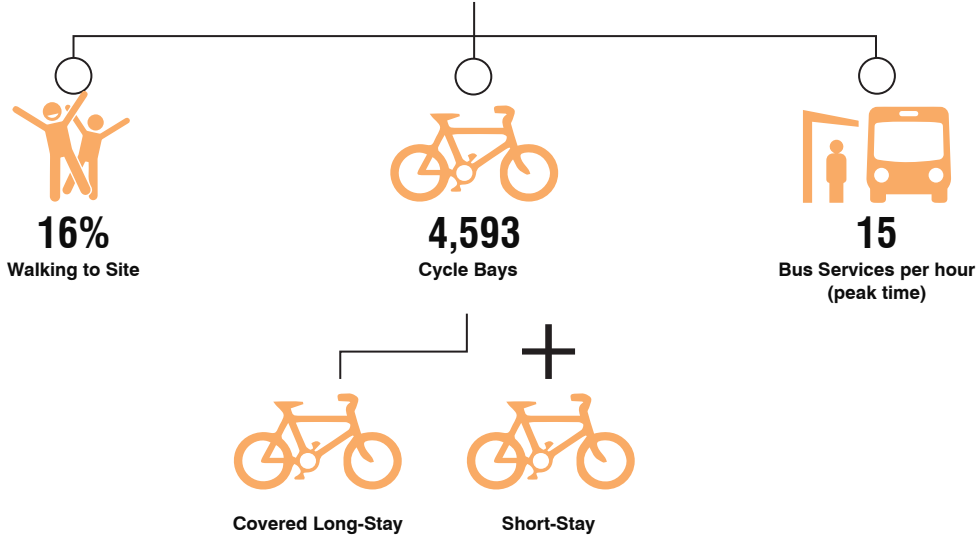 16%
Walking to Site
4,593
Cycle Bays
15
Bus Services per hour
(peak time)
Covered Long-Stay
Short-Stay